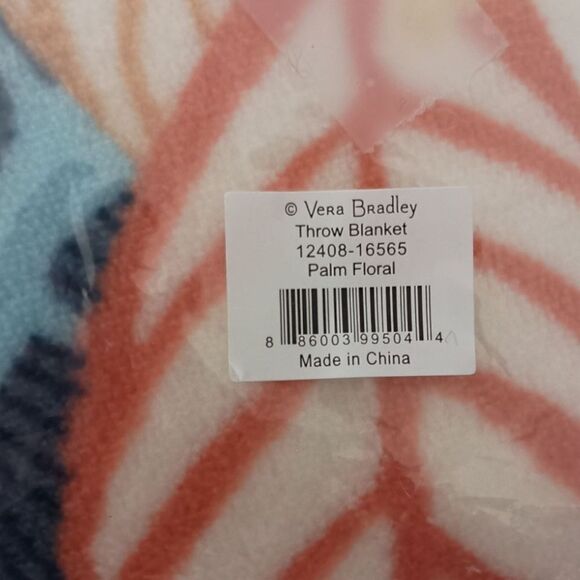 © Vera Bradley
Throw Blanket
12408-16565
Palm Floral
8 86003 99504 4
Made in China